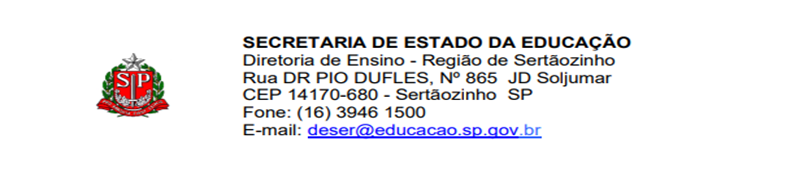 SECRETARIA DE ESTADO DA EDUCAÇÃO
Diretoria de Ensino - Região de Sertãozinho
Rua DR PIO DUFLES, Nº 865 JD Soljumar
CEP 14170-680 - Sertãozinho SP
Fone: (16) 3946 1500
E-mail: deser@educacao.sp.gov.br
SP